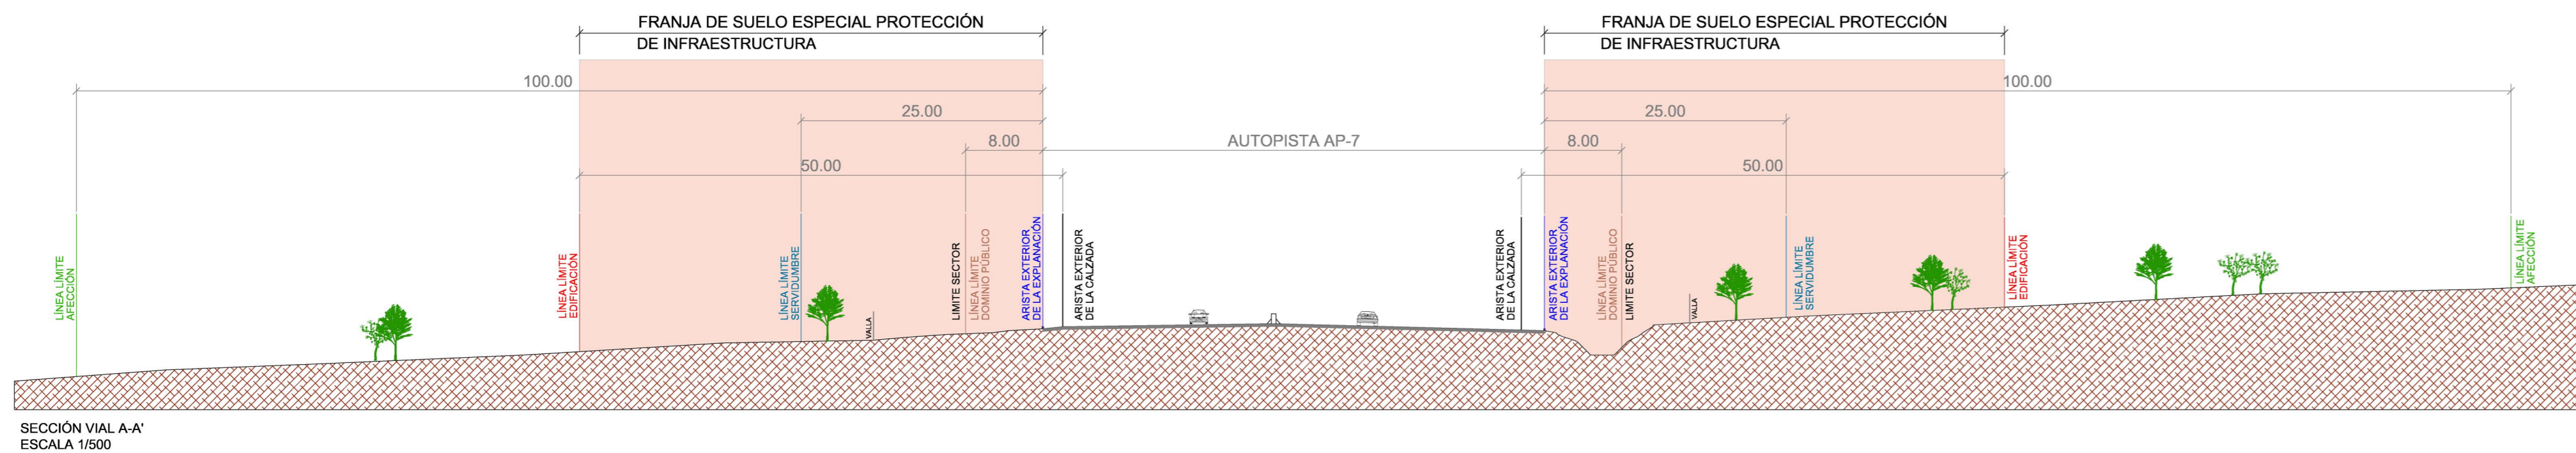 FRANJA DE SUELO ESPECIAL PROTECCIÓN
DE INFRAESTRUCTURA
FRANJA DE SUELO ESPECIAL PROTECCIÓN
DE INFRAESTRUCTURA
100.00
100.00
25.00
25.00
8.00
AUTOPISTA AP-7
8.00
50.00
50.00
LÍNEA LÍMITE
AFECCIÓN
LÍNEA LÍMITE
EDIFICACIÓN
LÍNEA LÍMITE
SERVIDUMBRE
VALLA
LIMITE SECTOR
LÍNEA LÍMITE
DOMINIO PÚBLICO
ARISTA EXTERIOR
DE LA EXPLANACIÓN
ARISTA EXTERIOR
DE LA CALZADA
ARISTA EXTERIOR
DE LA CALZADA
ARISTA EXTERIOR
DE LA EXPLANACIÓN
LÍNEA LÍMITE
DOMINIO PÚBLICO
LIMITE SECTOR
VALLA
LÍNEA LÍMITE
SERVIDUMBRE
LÍNEA LÍMITE
EDIFICACIÓN
LÍNEA LÍMITE
AFECCIÓN
SECCIÓN VIAL A-A'
ESCALA 1/500